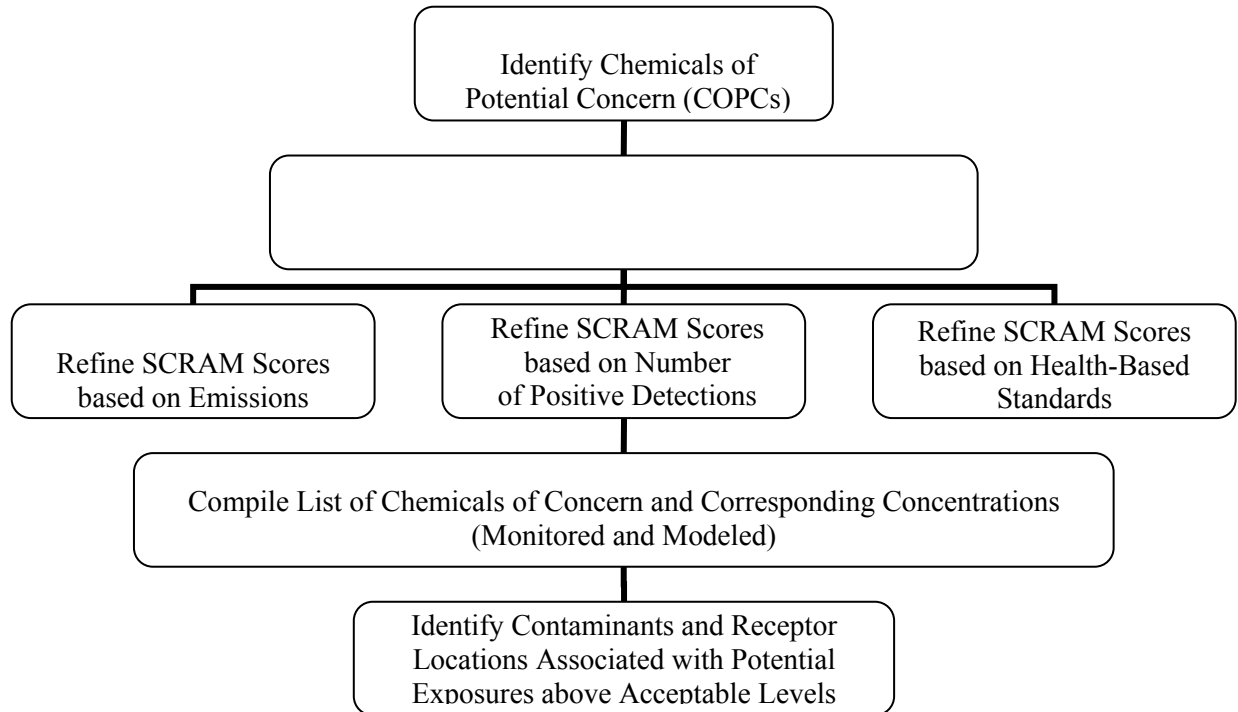 Identify Chemicals of
Potential Concern (COPCs)
Refine SCRAM Scores
based on Emissions
Refine SCRAM Scores
based on Number
of Positive Detections
Refine SCRAM Scores
based on Health-Based
Standards
Compile List of Chemicals of Concern and Corresponding Concentrations
(Monitored and Modeled)
Identify Contaminants and Receptor
Locations Associated with Potential
Exposures above Acceptable Levels